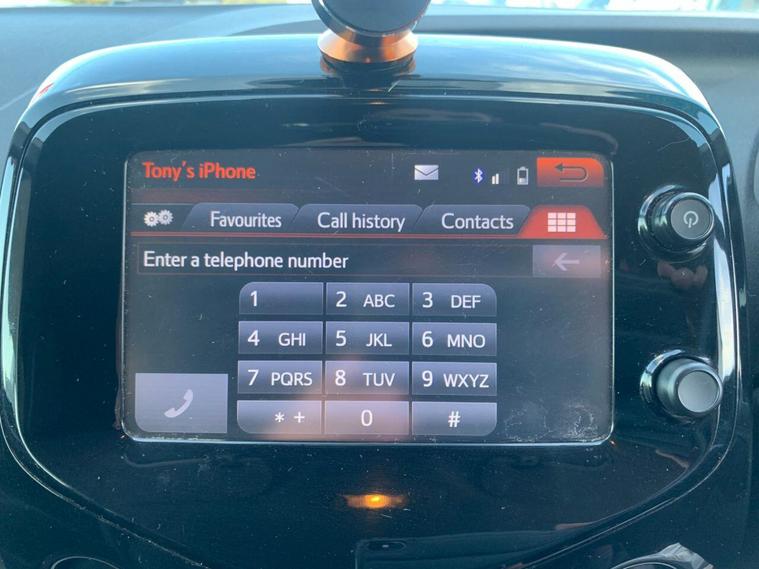 Tony's iPhone
Favourites Call history Contacts
Enter a telephone number
1 2 ABC 3 DEF
4 GHI 5 JKL 6 MNO
7 PQRS 8 TUV 9 WXYZ
* + 0 #